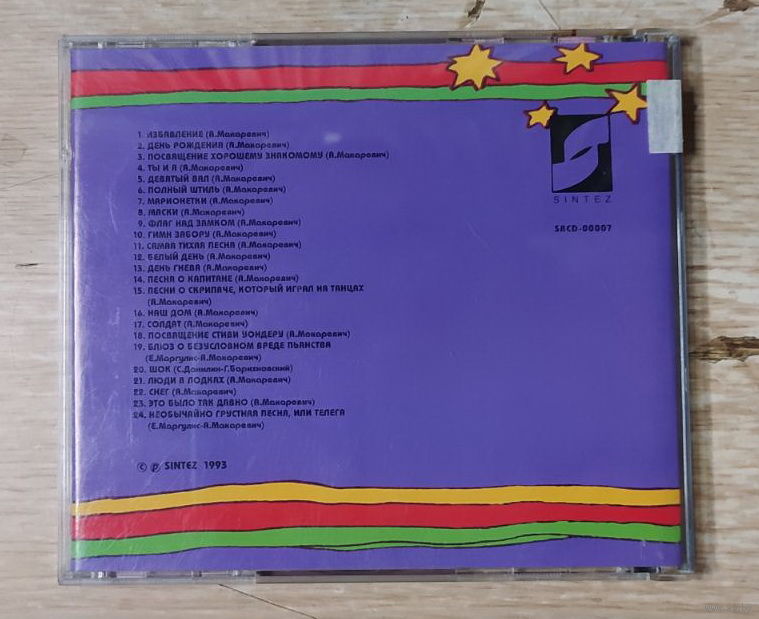 1. ИЗБАВЛЕНИЕ (А.Макаревич)
2. ДЕНЬ РОЖДЕНИЯ (А.Макаревич)
3. ПОСВЯЩЕНИЕ ХОРОШЕМУ ЗНАКОМОМУ (А.Макаревич)
4. ТЫ И Я (А.Макаревич)
5. ДЕВЯТЫЙ ВАЛ (А.Макаревич)
6. ПОЛНЫЙ ШТИЛЬ (А.Макаревич)
7. МАРИОНЕТКИ (А.Макаревич)
8. МАСКИ (А.Макаревич)
9. ФЛАГ НАД ЗАМКОМ (А.Макаревич)
10. ГИМН ЗАБОРУ (А.Макаревич)
11. САМАЯ ТИХАЯ ПЕСНЯ (А.Макаревич)
12. БЕЛЫЙ ДЕНЬ (А.Макаревич)
13. ДЕНЬ ГНЕВА (А.Макаревич)
14. ПЕСНЯ О КАПИТАНЕ (А.Макаревич)
15. ПЕСНИ О СКРИПАЧЕ, КОТОРЫЙ ИГРАЛ НА ТАНЦАХ
(А.Макаревич)
16. НАШ ДОМ (А.Макаревич)
17. СОЛДАТ (А.Макаревич)
18. ПОСВЯЩЕНИЕ СТИВИ УОНДЕРУ (А.Макаревич)
19. БЛЮЗ О БЕЗУСЛОВНОМ ВРЕДЕ ПЬЯНСТВА
(Е.Маргулис-А.Макаревич)
20. ШОК (С.Данилин-Г.Барихновский)
21. ЛЮДИ В ЛОДКАХ (А.Макаревич)
22. СНЕГ (А.Макаревич)
23. ЭТО БЫЛО ТАК ДАВНО (А.Макаревич)
24. НЕОБЫЧАЙНО ГРУСТНАЯ ПЕСНЯ, ИЛИ ТЕЛЕГА
(Е.Маргулис-А.Макаревич)
© ℗ SINTEZ 1993
SINTEZ
SRCD-00007